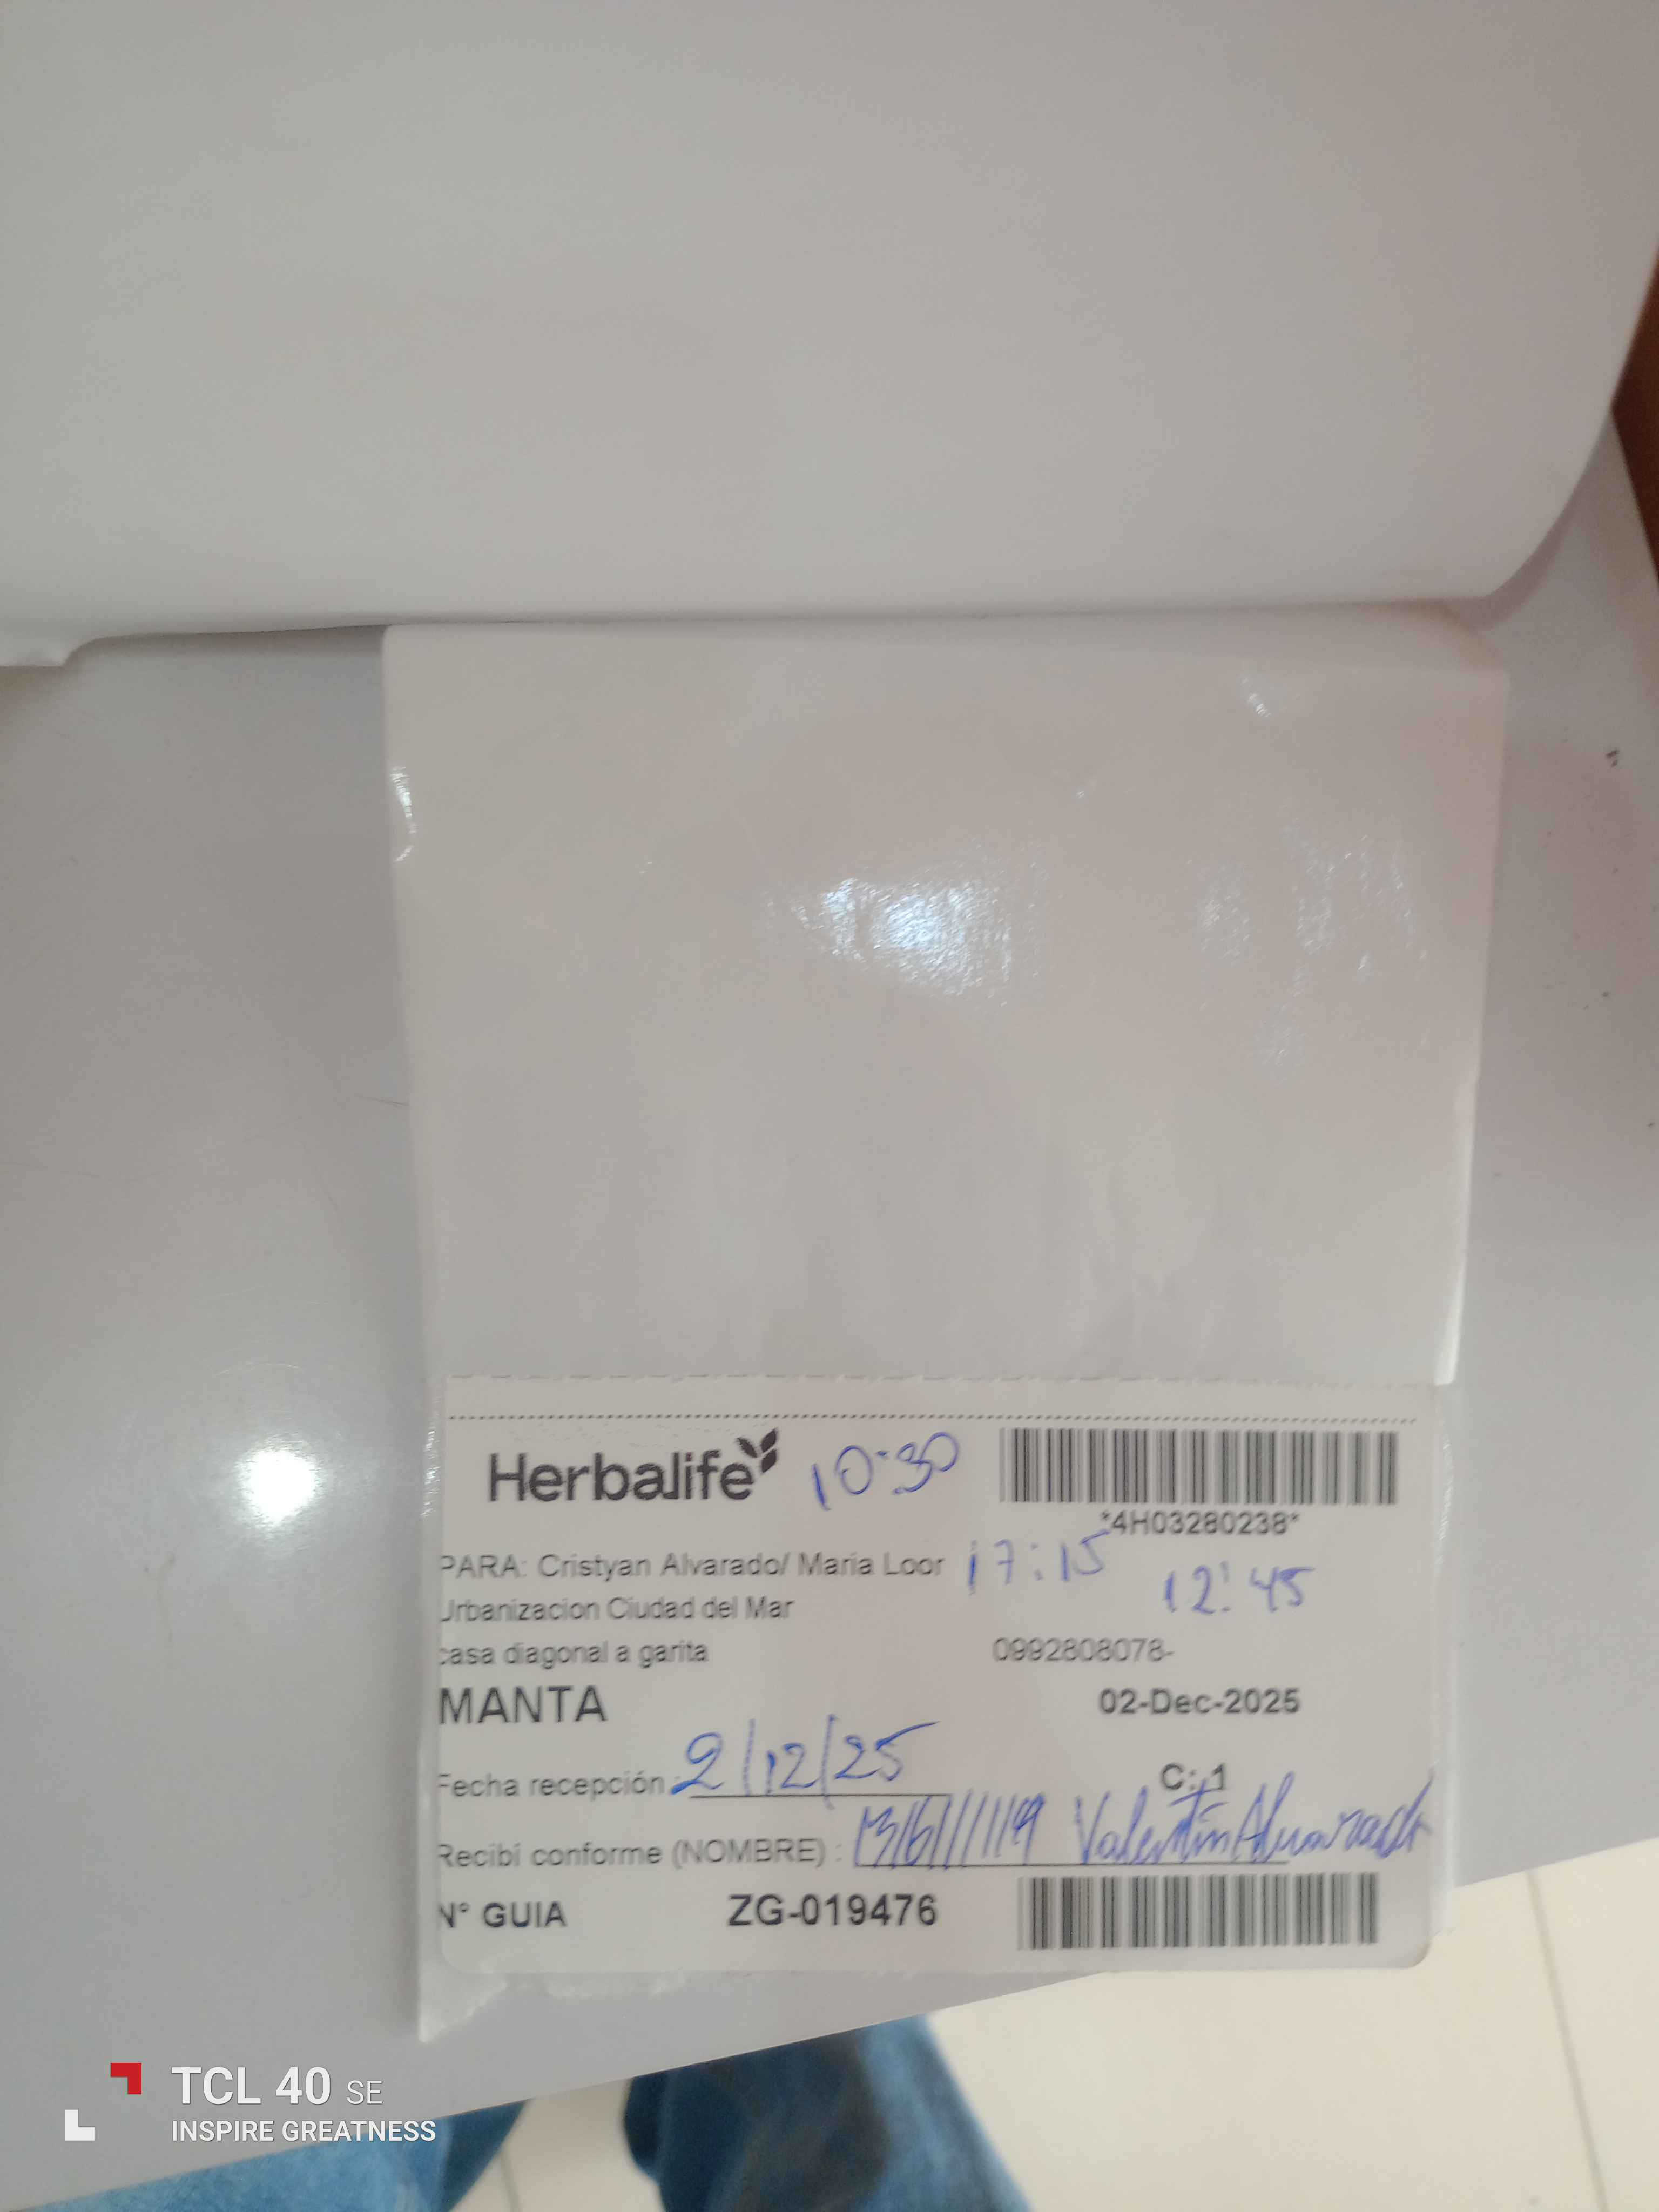 Herbalife 10:30
*4H03280238*
PARA: Cristyan Alvarado/ Maria Loor 17:15
12:45
Urbanizacion Ciudad del Mar
casa diagonal a garita 0992808078-
MANTA 02-Dec-2025
Fecha recepción : 2/12/25 C: 1
Recibí conforme (NOMBRE) : Valentín Alvarado
N° GUIA ZG-019476
TCL 40 SE
INSPIRE GREATNESS